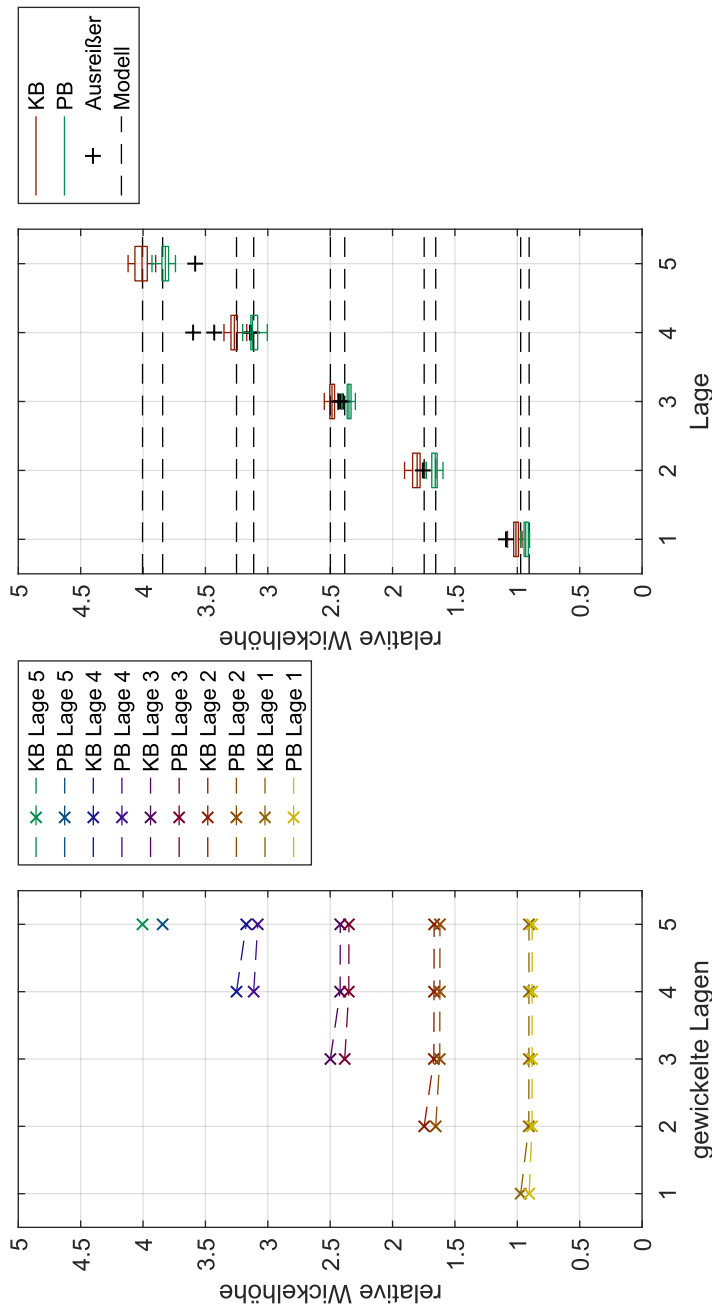 5
4.5
4
3.5
3
2.5
2
1.5
1
0.5
0
relative Wickelhöhe
1
2
3
4
5
gewickelte Lagen
KB Lage 5
PB Lage 5
KB Lage 4
PB Lage 4
KB Lage 3
PB Lage 3
KB Lage 2
PB Lage 2
KB Lage 1
PB Lage 1
5
4.5
4
3.5
3
2.5
2
1.5
1
0.5
0
relative Wickelhöhe
1
2
3
4
5
Lage
KB
PB
Ausreißer
Modell